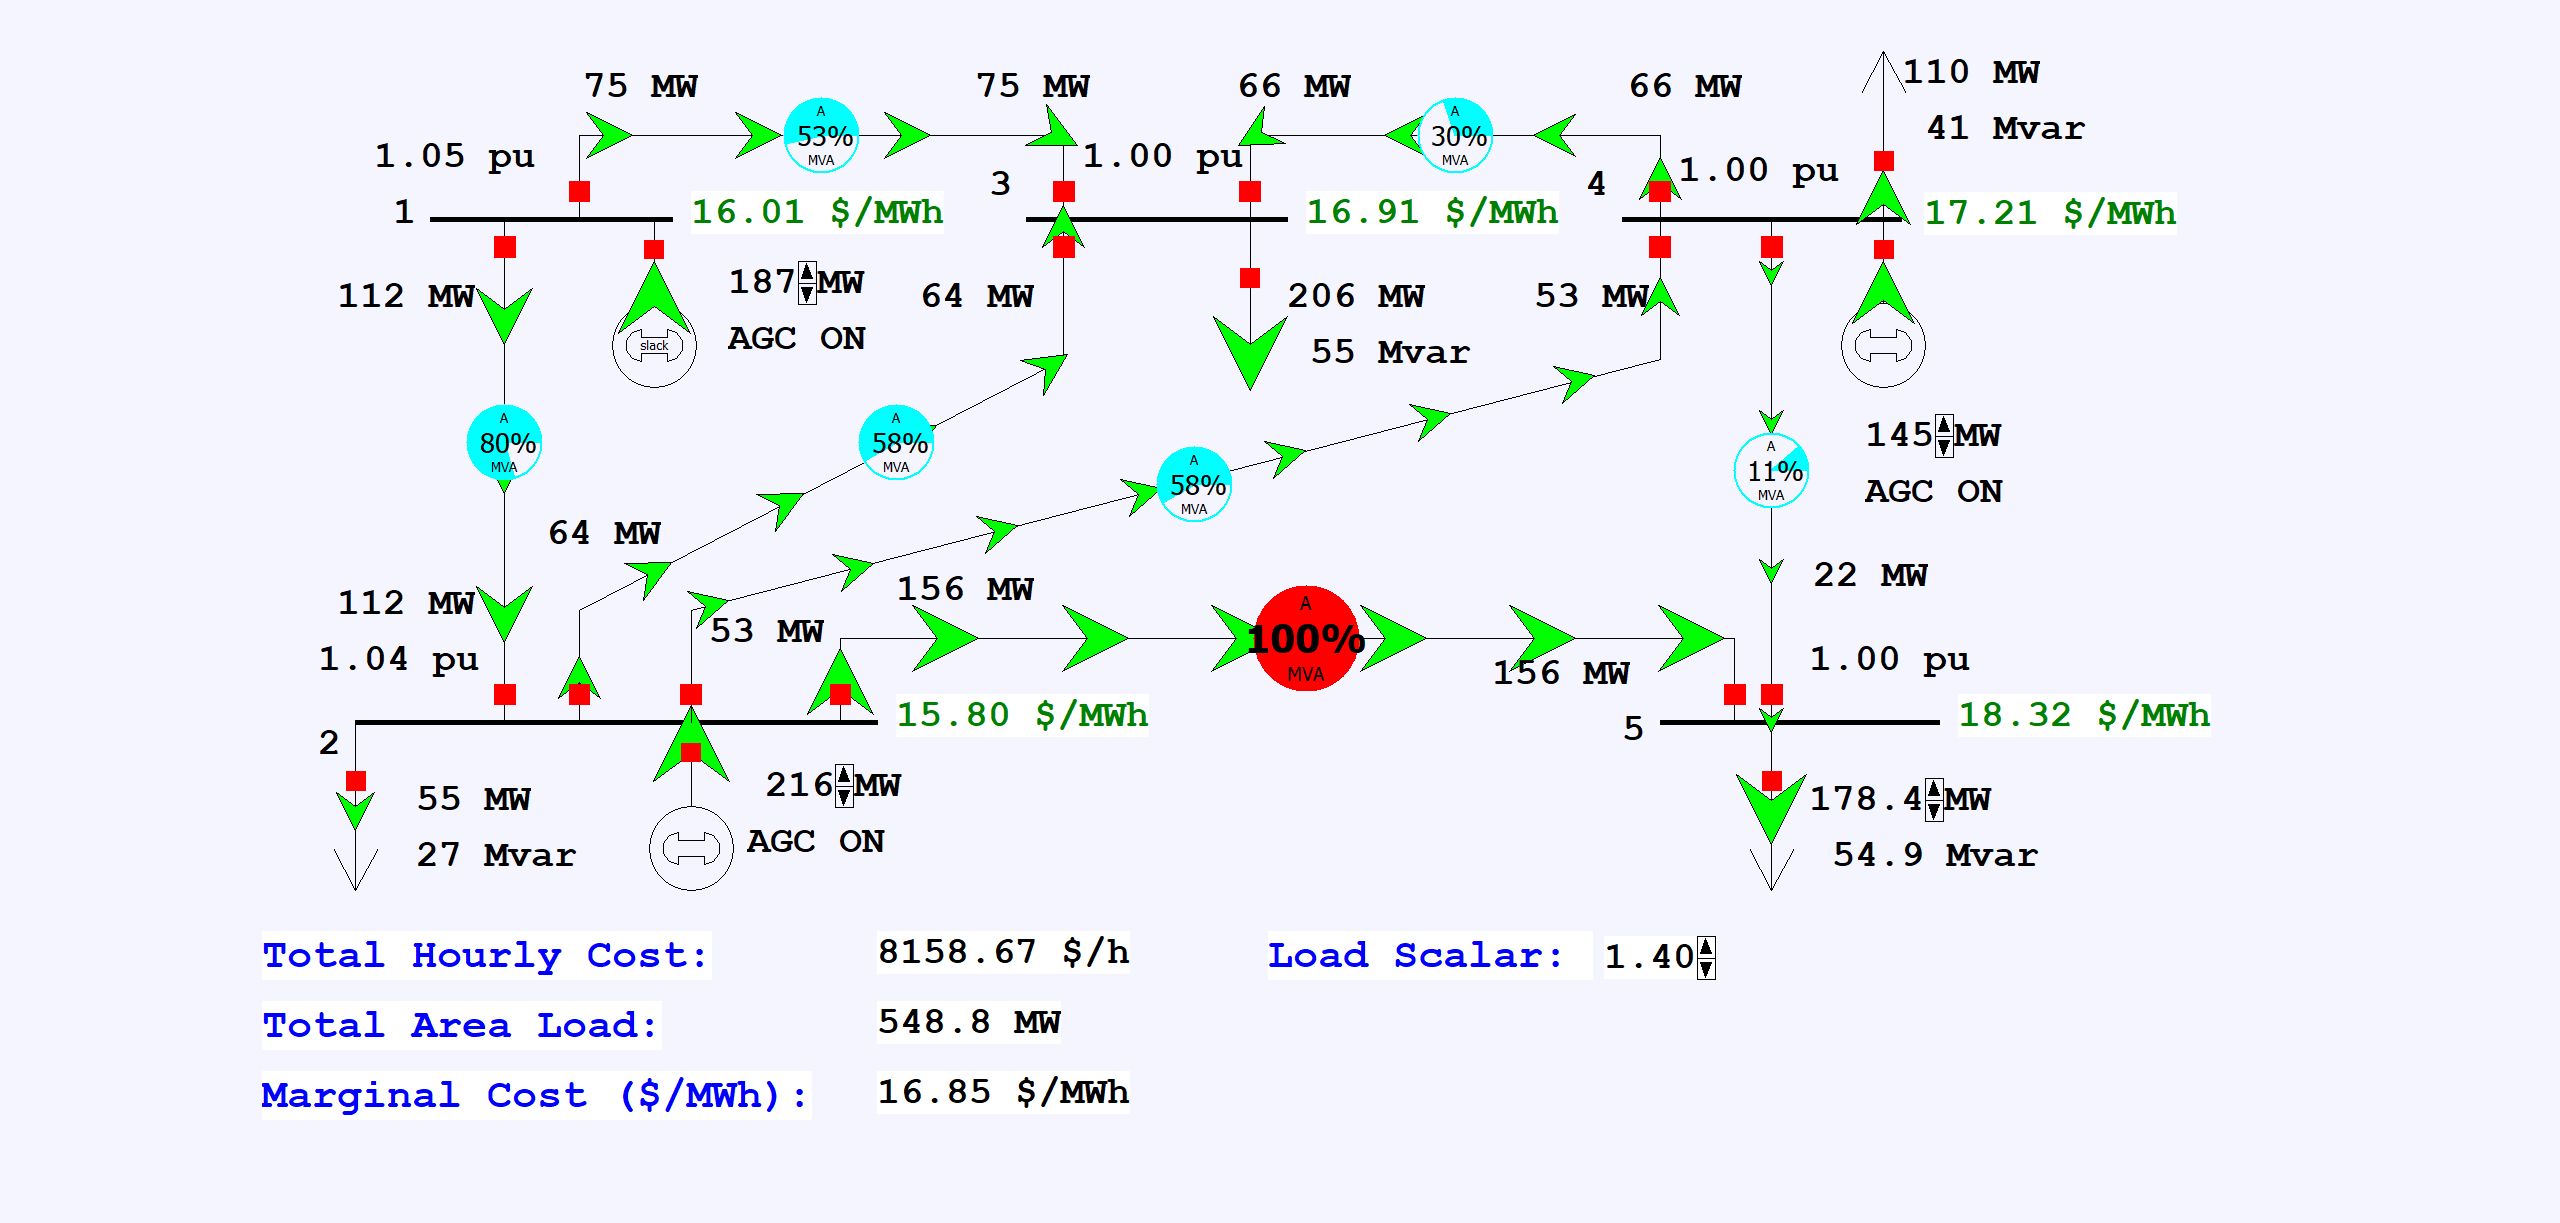 75 MW
75 MW
66 MW
66 MW
110 MW
41 Mvar
A
53%
MVA
A
30%
MVA
1.05 pu
1.00 pu
1.00 pu
1
3
4
16.01 $/MWh
16.91 $/MWh
17.21 $/MWh
112 MW
187 MW
AGC ON
slack
64 MW
206 MW
55 Mvar
53 MW
145 MW
AGC ON
A
80%
MVA
A
58%
MVA
A
58%
MVA
A
11%
MVA
64 MW
112 MW
1.04 pu
53 MW
156 MW
A
100%
MVA
156 MW
22 MW
1.00 pu
15.80 $/MWh
18.32 $/MWh
2
5
55 MW
27 Mvar
216 MW
AGC ON
178.4 MW
54.9 Mvar
Total Hourly Cost: 8158.67 $/h
Load Scalar: 1.40
Total Area Load: 548.8 MW
Marginal Cost ($/MWh): 16.85 $/MWh